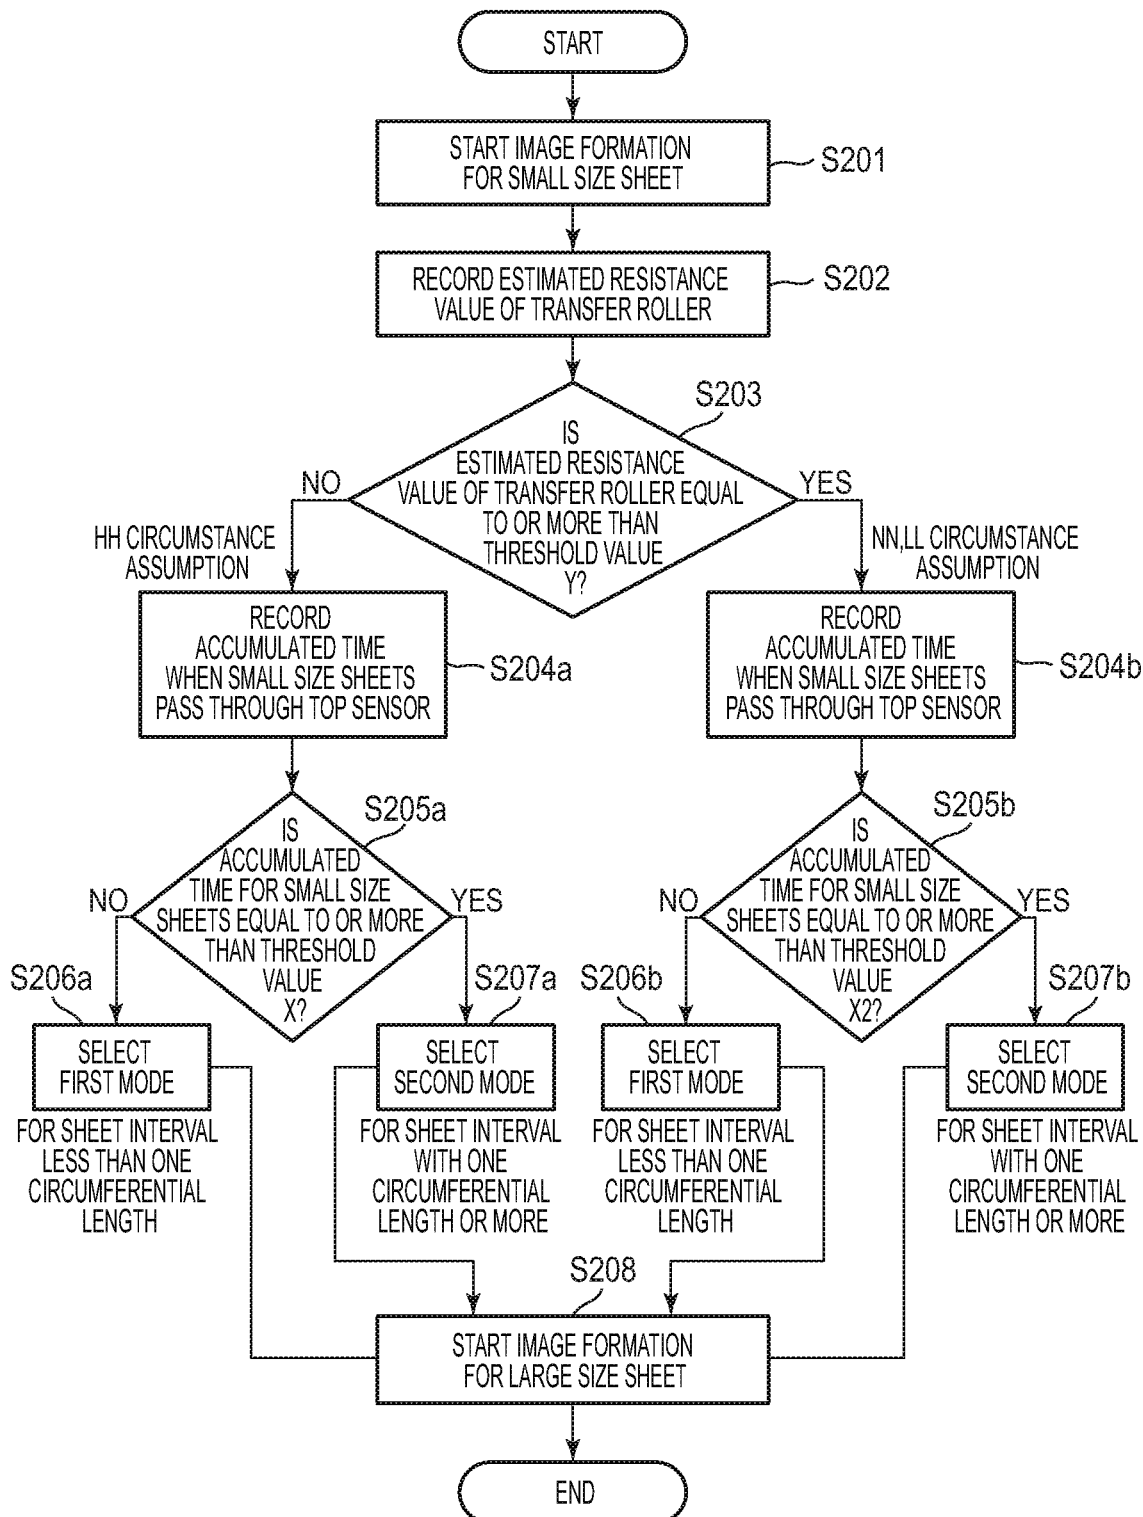 START
START IMAGE FORMATION
FOR SMALL SIZE SHEET
S201
RECORD ESTIMATED RESISTANCE
VALUE OF TRANSFER ROLLER
S202
S203
IS
ESTIMATED RESISTANCE
VALUE OF TRANSFER ROLLER EQUAL
TO OR MORE THAN
THRESHOLD VALUE
Y?
NO
YES
HH CIRCUMSTANCE
ASSUMPTION
NN,LL CIRCUMSTANCE
ASSUMPTION
RECORD
ACCUMULATED TIME
WHEN SMALL SIZE SHEETS
PASS THROUGH TOP SENSOR
S204a
RECORD
ACCUMULATED TIME
WHEN SMALL SIZE SHEETS
PASS THROUGH TOP SENSOR
S204b
S205a
IS
ACCUMULATED
TIME FOR SMALL SIZE
SHEETS EQUAL TO OR MORE
THAN THRESHOLD
VALUE
X?
NO
YES
S205b
IS
ACCUMULATED
TIME FOR SMALL SIZE
SHEETS EQUAL TO OR MORE
THAN THRESHOLD
VALUE
X2?
NO
YES
S206a
SELECT
FIRST MODE
FOR SHEET INTERVAL
LESS THAN ONE
CIRCUMFERENTIAL
LENGTH
S207a
SELECT
SECOND MODE
FOR SHEET INTERVAL
WITH ONE
CIRCUMFERENTIAL
LENGTH OR MORE
S206b
SELECT
FIRST MODE
FOR SHEET INTERVAL
LESS THAN ONE
CIRCUMFERENTIAL
LENGTH
S207b
SELECT
SECOND MODE
FOR SHEET INTERVAL
WITH ONE
CIRCUMFERENTIAL
LENGTH OR MORE
S208
START IMAGE FORMATION
FOR LARGE SIZE SHEET
END